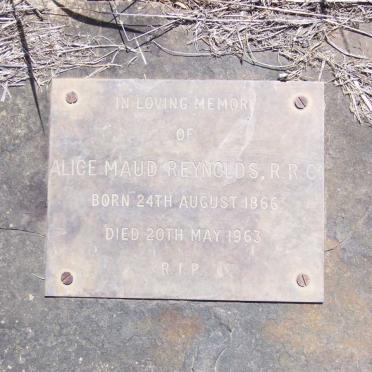 IN LOVING MEMORY
OF
ALICE MAUD REYNOLDS, R.R.C.
BORN 24TH AUGUST 1866
DIED 20TH MAY 1963
R.I.P.